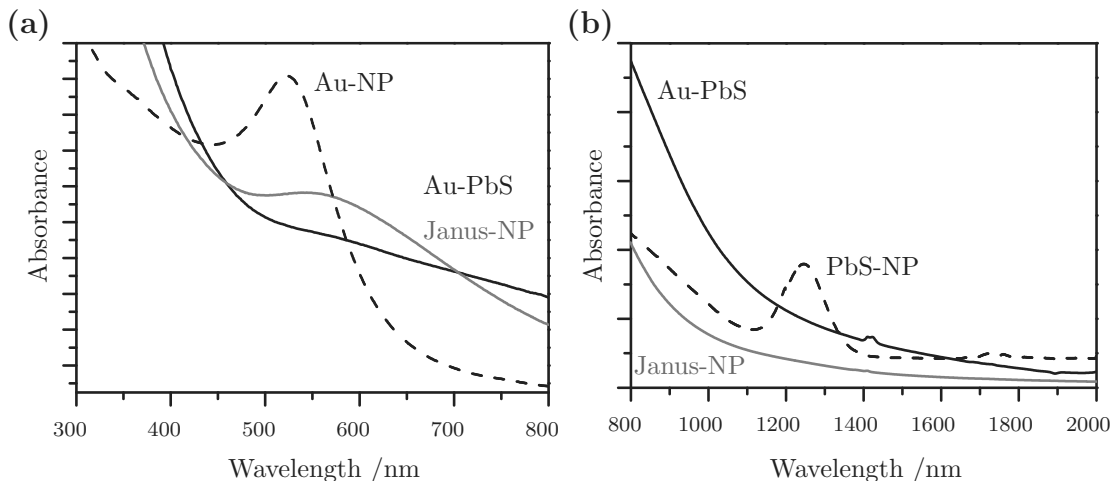 (a)
Au-NP
Au-PbS
Janus-NP
Absorbance
300 400 500 600 700 800
Wavelength /nm
(b)
Au-PbS
PbS-NP
Janus-NP
Absorbance
800 1000 1200 1400 1600 1800 2000
Wavelength /nm